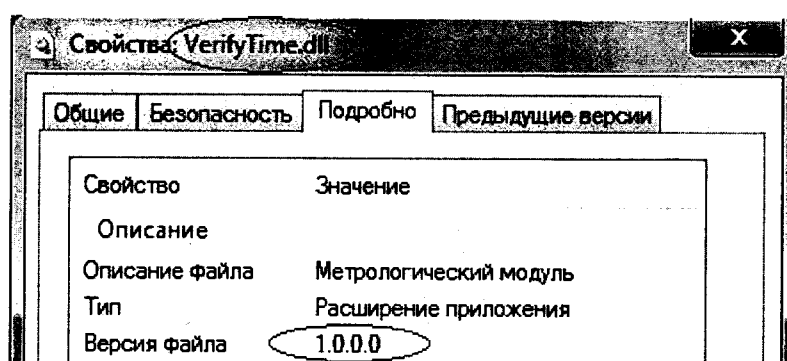 Свойства: VerifyTime.dll
X
Общие Безопасность Подробно Предыдущие версии
Свойство Значение
Описание
Описание файла Метрологический модуль
Тип Расширение приложения
Версия файла 1.0.0.0